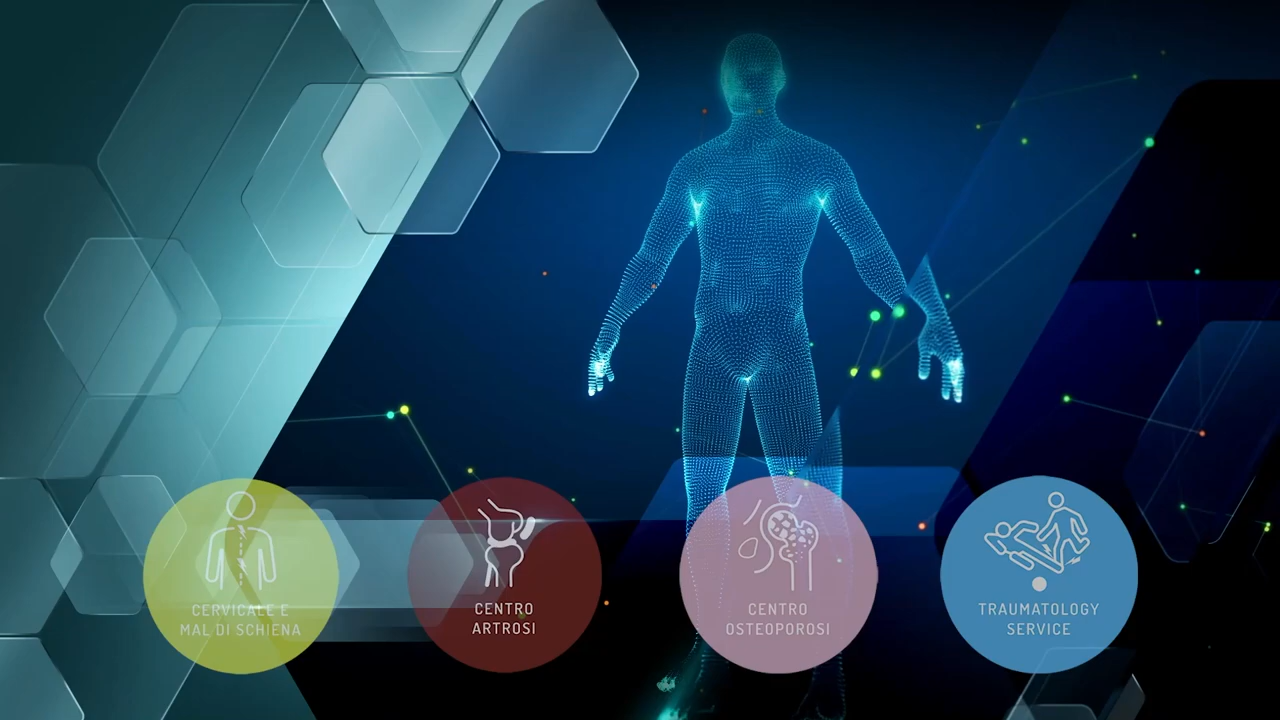 CERVICALE E
MAL DI SCHIENA
CENTRO
ARTROSI
CENTRO
OSTEOPOROSI
TRAUMATOLOGY
SERVICE